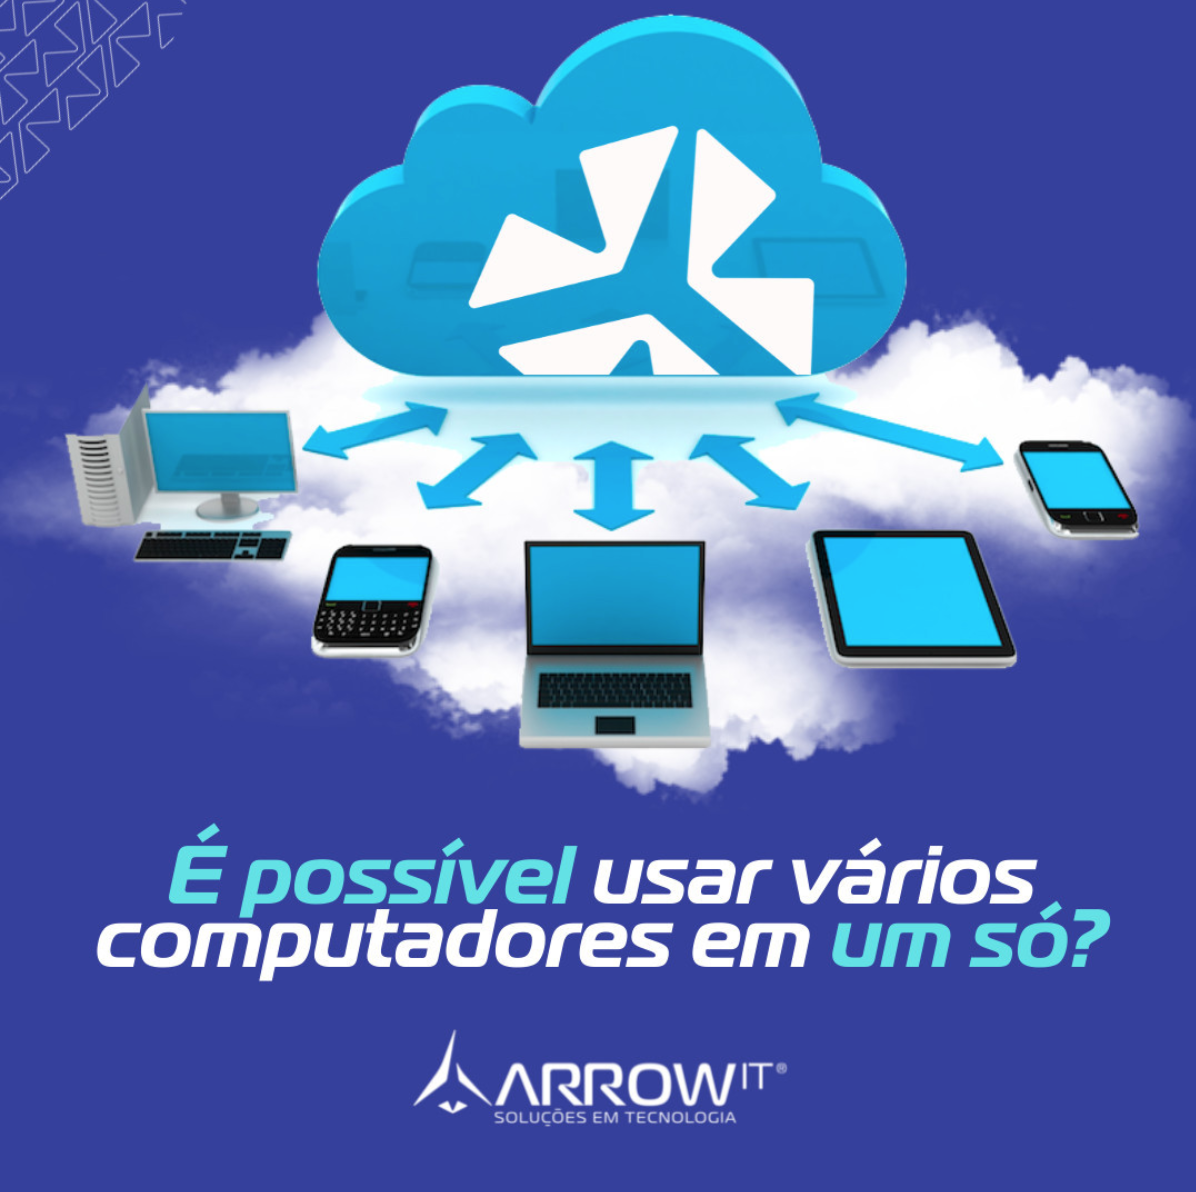 É possível usar vários
computadores em um só?
ARROW IT®
SOLUÇÕES EM TECNOLOGIA